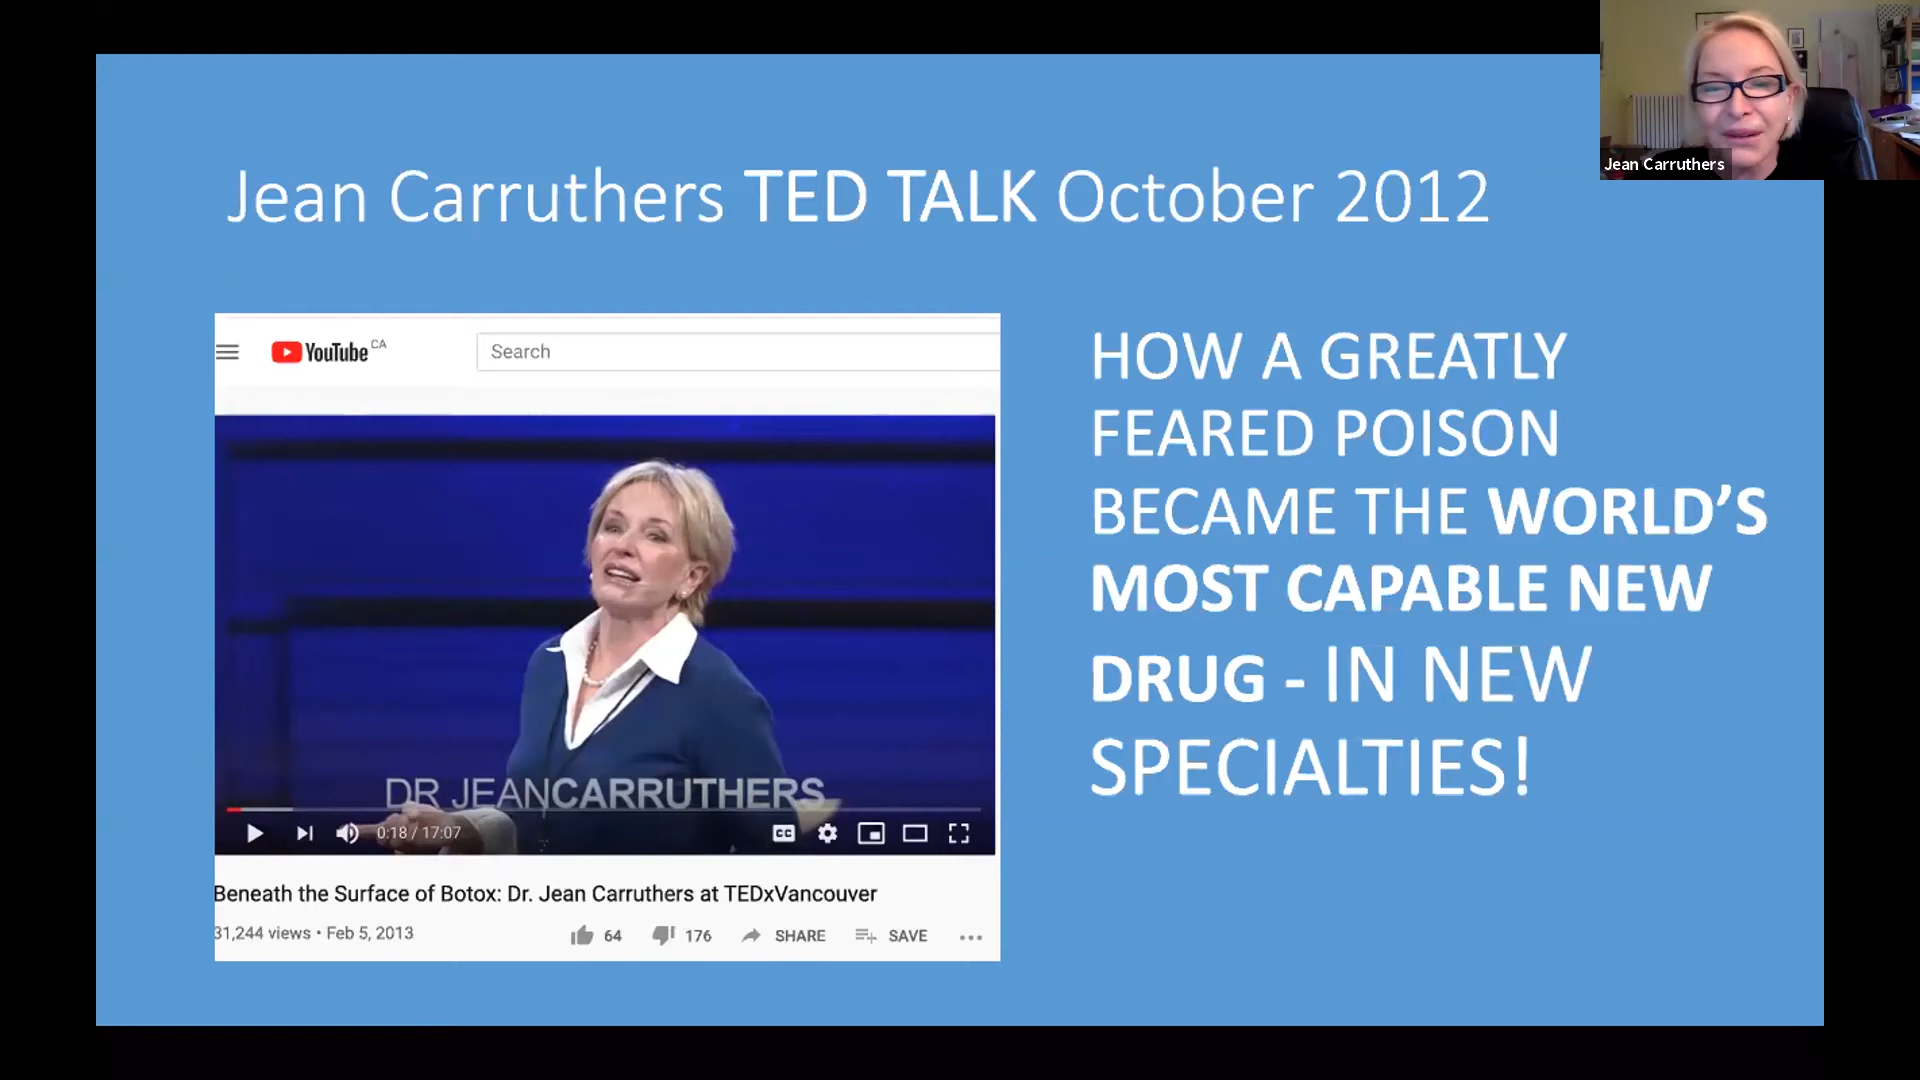 Jean Carruthers
Jean Carruthers TED TALK October 2012
YouTube CA
Search
DR JEANCARRUTHERS
0:18 / 17:07
CC
Beneath the Surface of Botox: Dr. Jean Carruthers at TEDxVancouver
31,244 views • Feb 5, 2013
64 176 SHARE SAVE
HOW A GREATLY
FEARED POISON
BECAME THE WORLD’S
MOST CAPABLE NEW
DRUG - IN NEW
SPECIALTIES!